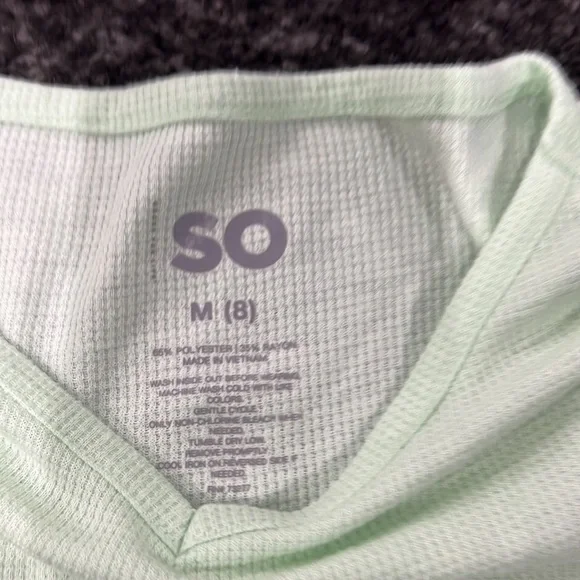 SO
M (8)
65% POLYESTER | 35% RAYON
MADE IN VIETNAM
WASH INSIDE OUT BEFORE WEARING.
MACHINE WASH COLD WITH LIKE
COLORS.
GENTLE CYCLE.
ONLY NON-CHLORINE BLEACH WHEN
NEEDED.
TUMBLE DRY LOW.
REMOVE PROMPTLY.
COOL IRON ON REVERSE SIDE IF
NEEDED.